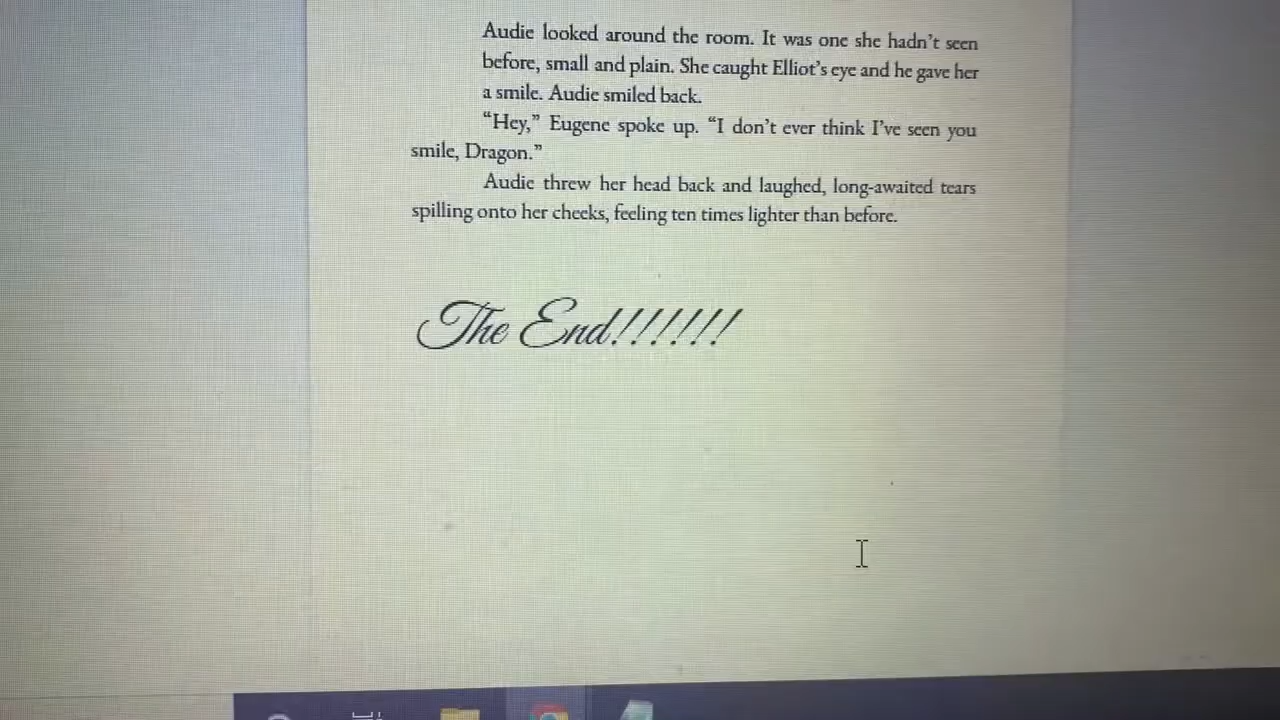 Audie looked around the room. It was one she hadn't seen
before, small and plain. She caught Elliot's eye and he gave her
a smile. Audie smiled back.
“Hey,” Eugene spoke up. “I don't ever think I've seen you
smile, Dragon.”
Audie threw her head back and laughed, long-awaited tears
spilling onto her cheeks, feeling ten times lighter than before.
The End!!!!!!!